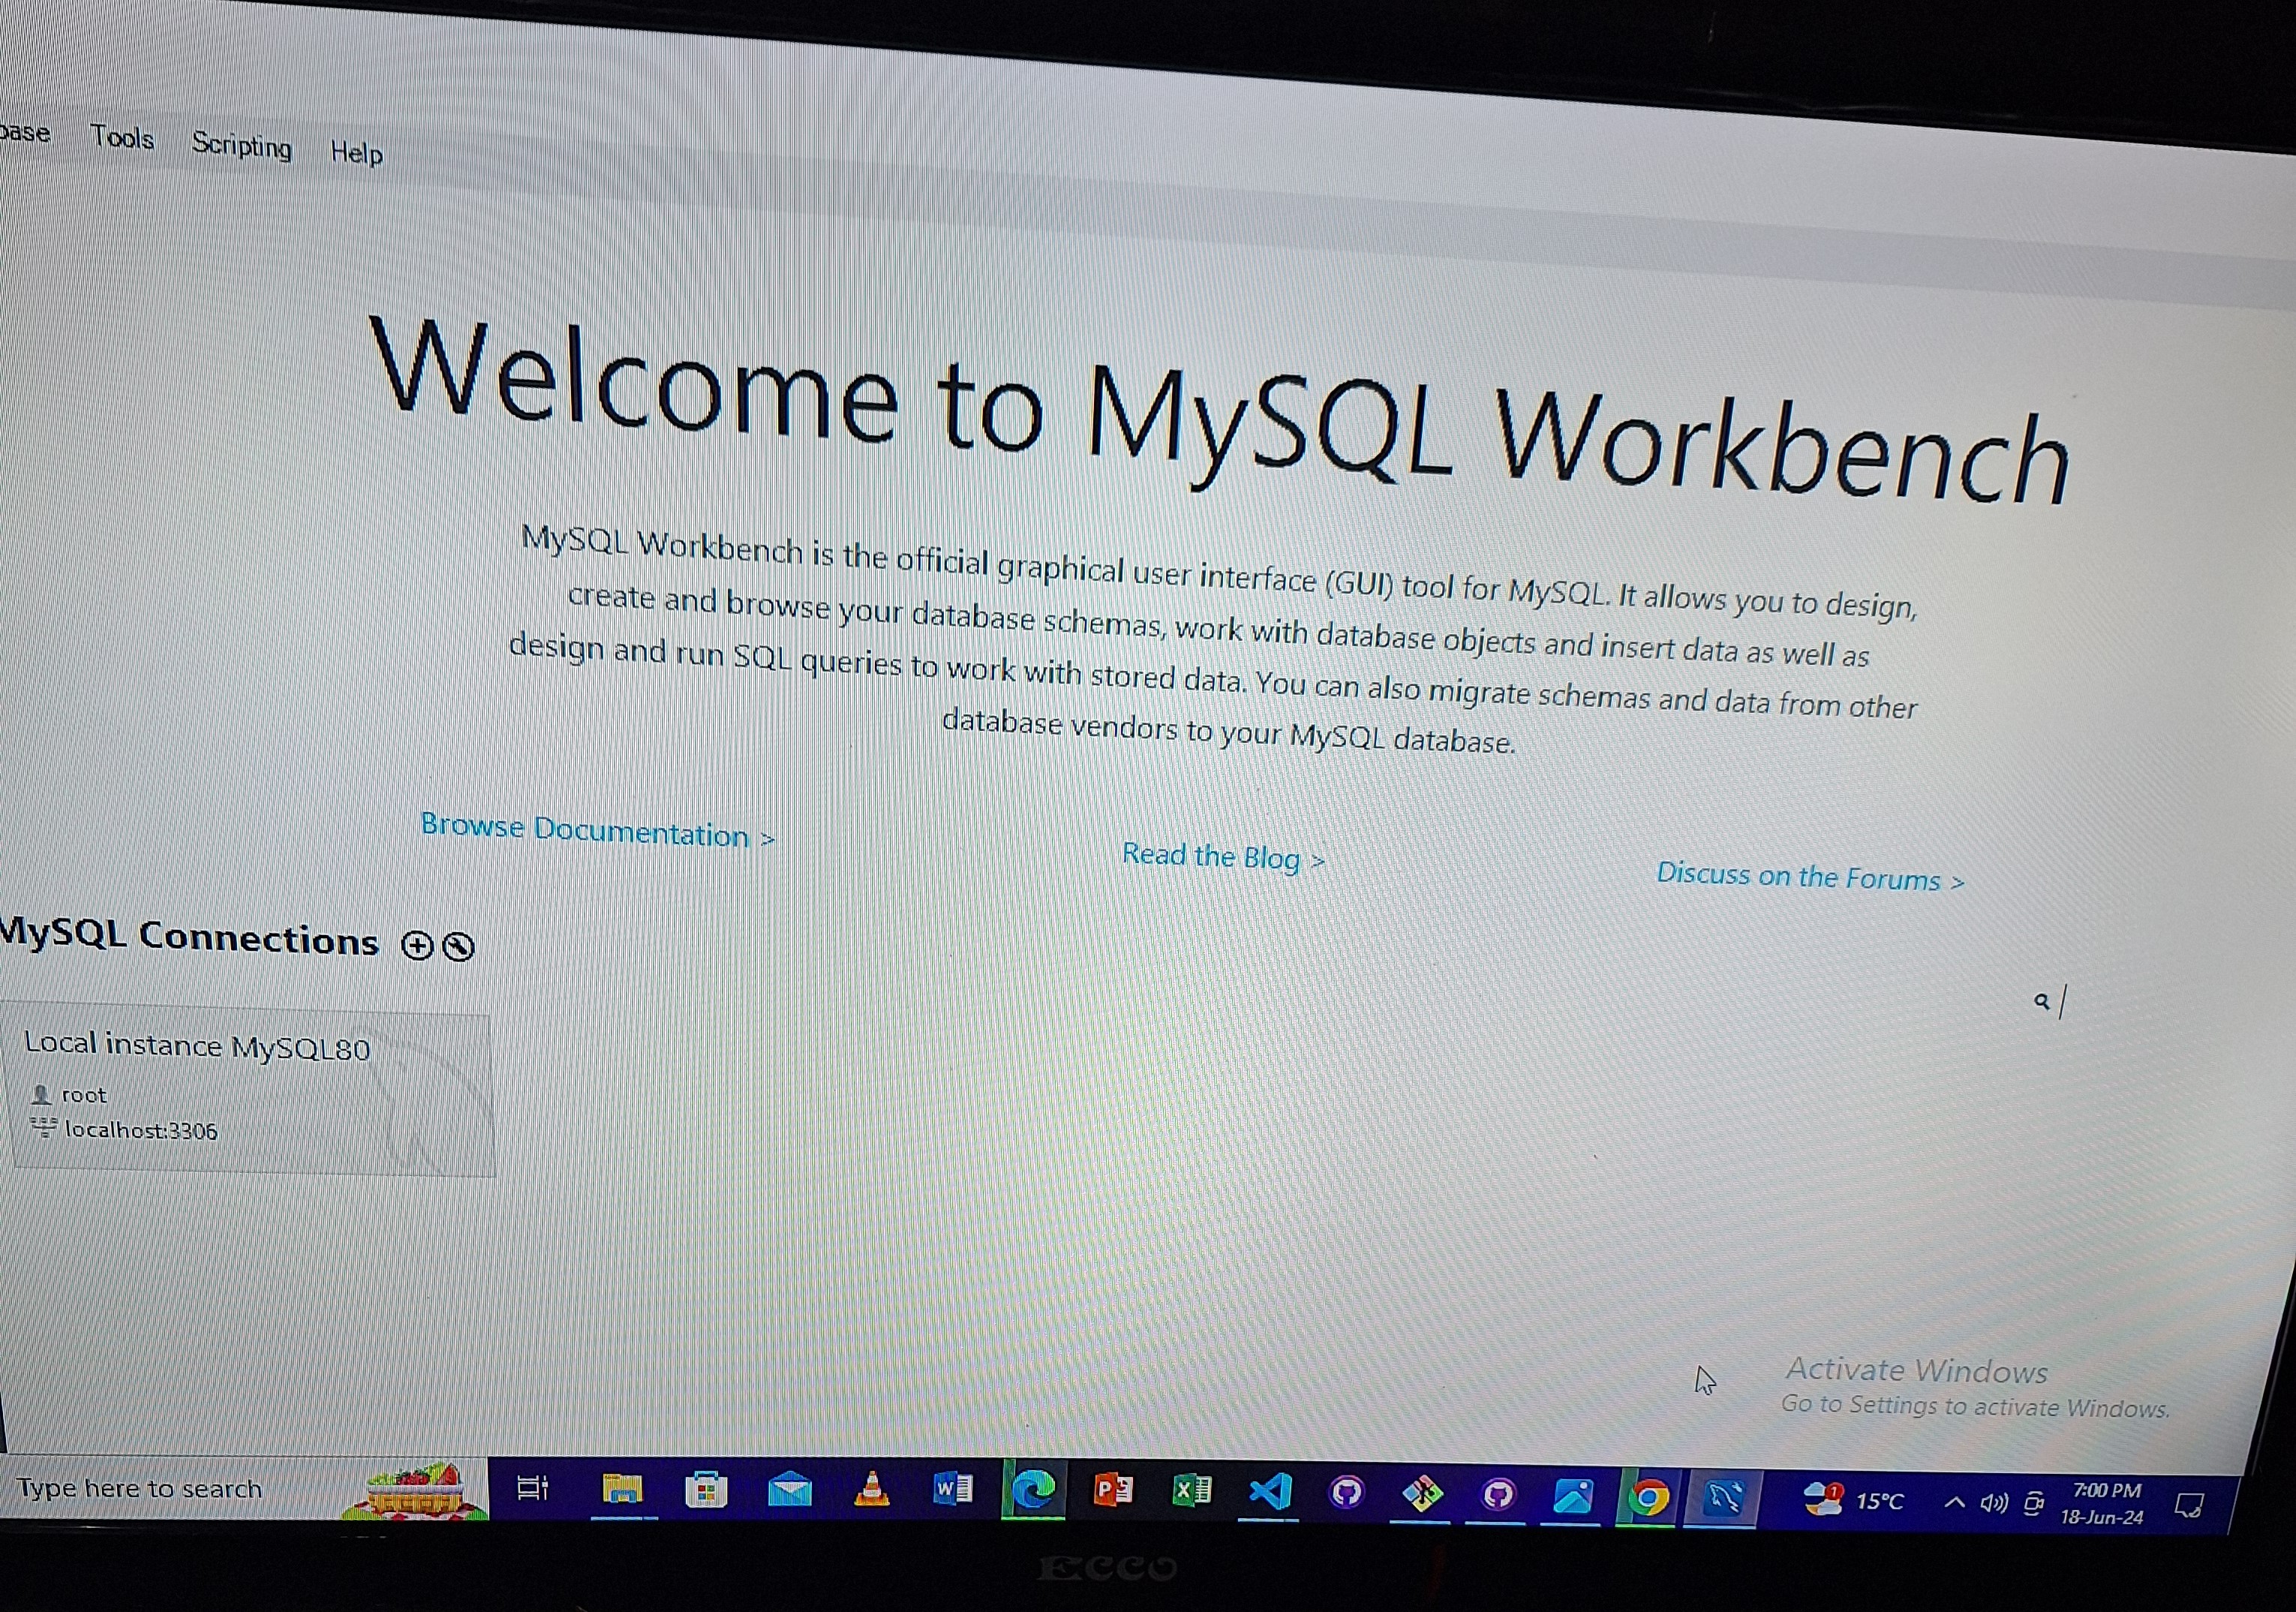 Tools Scripting Help
Welcome to MySQL Workbench
MySQL Workbench is the official graphical user interface (GUI) tool for MySQL. It allows you to design,
create and browse your database schemas, work with database objects and insert data as well as
design and run SQL queries to work with stored data. You can also migrate schemas and data from other
database vendors to your MySQL database.
Browse Documentation > Read the Blog > Discuss on the Forums >
MySQL Connections
Local instance MySQL80
root
localhost:3306
Activate Windows
Go to Settings to activate Windows.
Type here to search
1
15°C
7:00 PM
18-Jun-24
ECCO